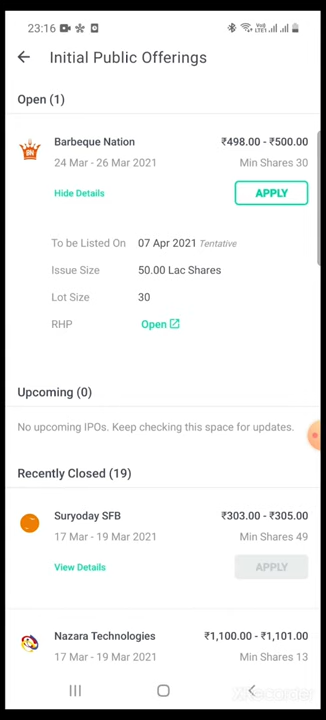 23:16
Initial Public Offerings
Open (1)
Barbeque Nation ₹498.00 - ₹500.00
24 Mar - 26 Mar 2021 Min Shares 30
Hide Details APPLY
To be Listed On 07 Apr 2021 Tentative
Issue Size 50.00 Lac Shares
Lot Size 30
RHP Open
Upcoming (0)
No upcoming IPOs. Keep checking this space for updates.
Recently Closed (19)
Suryoday SFB ₹303.00 - ₹305.00
17 Mar - 19 Mar 2021 Min Shares 49
View Details APPLY
Nazara Technologies ₹1,100.00 - ₹1,101.00
17 Mar - 19 Mar 2021 Min Shares 13